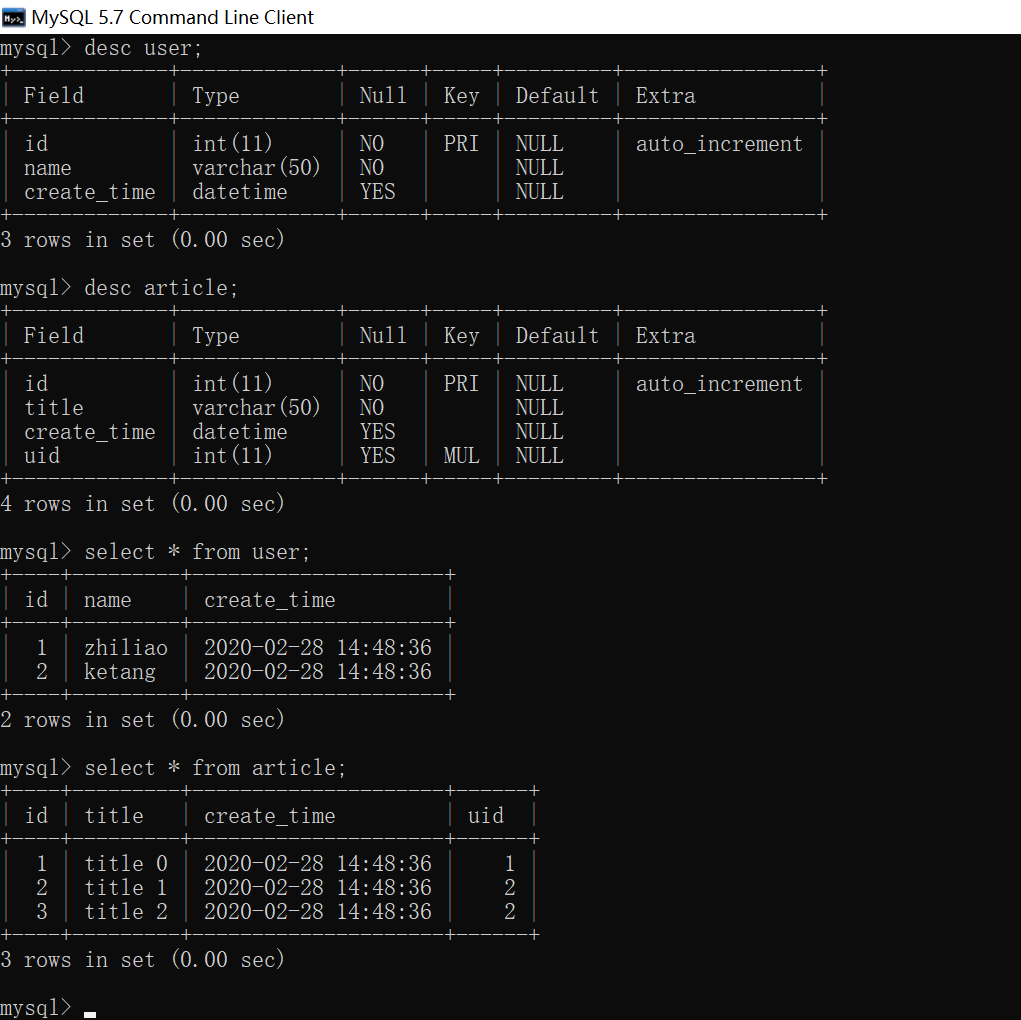 MySQL 5.7 Command Line Client
mysql> desc user;
+-------------+-------------+------+-----+---------+----------------+
| Field       | Type        | Null | Key | Default | Extra          |
+-------------+-------------+------+-----+---------+----------------+
| id          | int(11)     | NO   | PRI | NULL    | auto_increment |
| name        | varchar(50) | NO   |     | NULL    |                |
| create_time | datetime    | YES  |     | NULL    |                |
+-------------+-------------+------+-----+---------+----------------+
3 rows in set (0.00 sec)
mysql> desc article;
+-------------+-------------+------+-----+---------+----------------+
| Field       | Type        | Null | Key | Default | Extra          |
+-------------+-------------+------+-----+---------+----------------+
| id          | int(11)     | NO   | PRI | NULL    | auto_increment |
| title       | varchar(50) | NO   |     | NULL    |                |
| create_time | datetime    | YES  |     | NULL    |                |
| uid         | int(11)     | YES  | MUL | NULL    |                |
+-------------+-------------+------+-----+---------+----------------+
4 rows in set (0.00 sec)
mysql> select * from user;
+----+---------+---------------------+
| id | name    | create_time         |
+----+---------+---------------------+
|  1 | zhiliao | 2020-02-28 14:48:36 |
|  2 | ketang  | 2020-02-28 14:48:36 |
+----+---------+---------------------+
2 rows in set (0.00 sec)
mysql> select * from article;
+----+---------+---------------------+------+
| id | title   | create_time         | uid  |
+----+---------+---------------------+------+
|  1 | title 0 | 2020-02-28 14:48:36 |    1 |
|  2 | title 1 | 2020-02-28 14:48:36 |    2 |
|  3 | title 2 | 2020-02-28 14:48:36 |    2 |
+----+---------+---------------------+------+
3 rows in set (0.00 sec)
mysql>